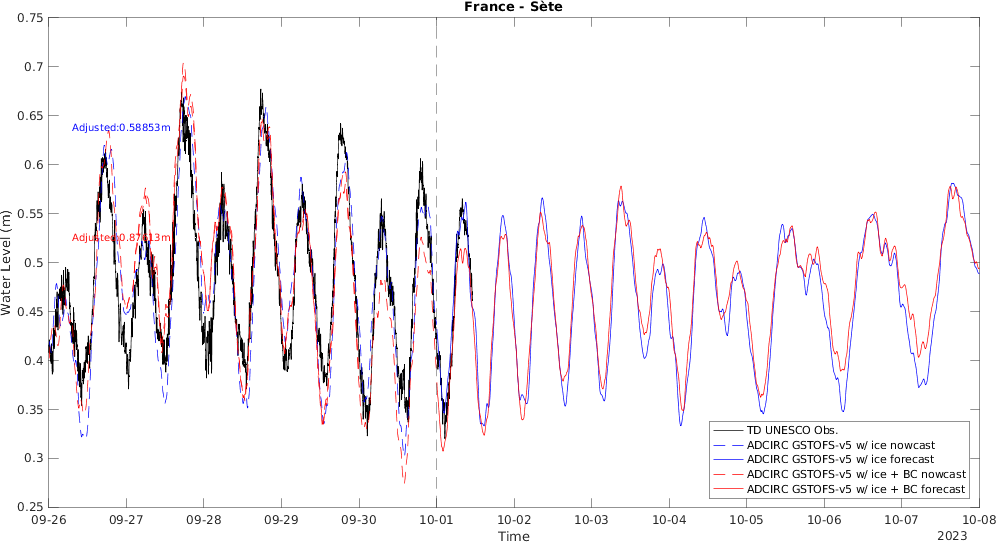 France - Sète
0.75
0.7
0.65
0.6
0.55
0.5
0.45
0.4
0.35
0.3
0.25
Water Level (m)
Adjusted:0.58853m
TD UNESCO Obs.
ADCIRC GSTOFS-v5 w/ ice nowcast
ADCIRC GSTOFS-v5 w/ ice forecast
ADCIRC GSTOFS-v5 w/ ice + BC nowcast
ADCIRC GSTOFS-v5 w/ ice + BC forecast
09-26 09-27 09-28 09-29 09-30 10-01 10-02 10-03 10-04 10-05 10-06 10-07 10-08
Time
2023